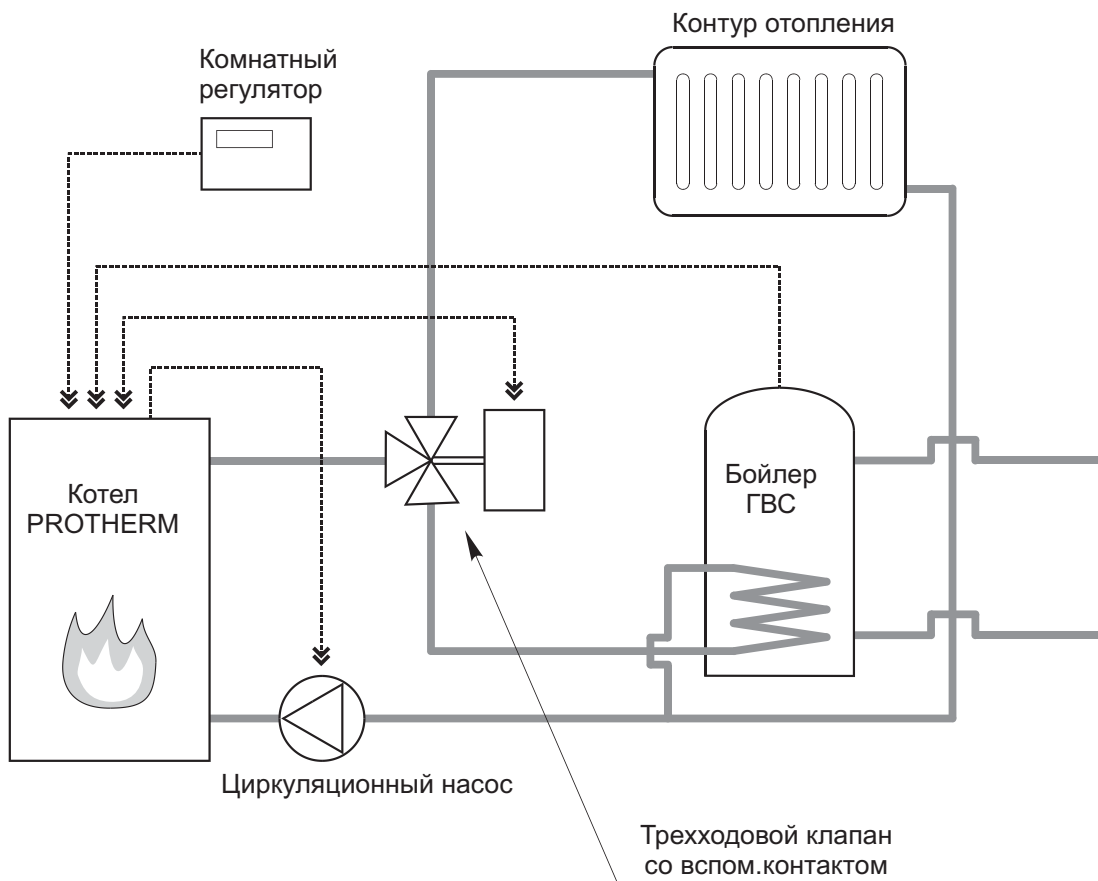 Контур отопления
Комнатный
регулятор
Котел
PROTHERM
Бойлер
ГВС
Циркуляционный насос
Трехходовой клапан
со вспом.контактом